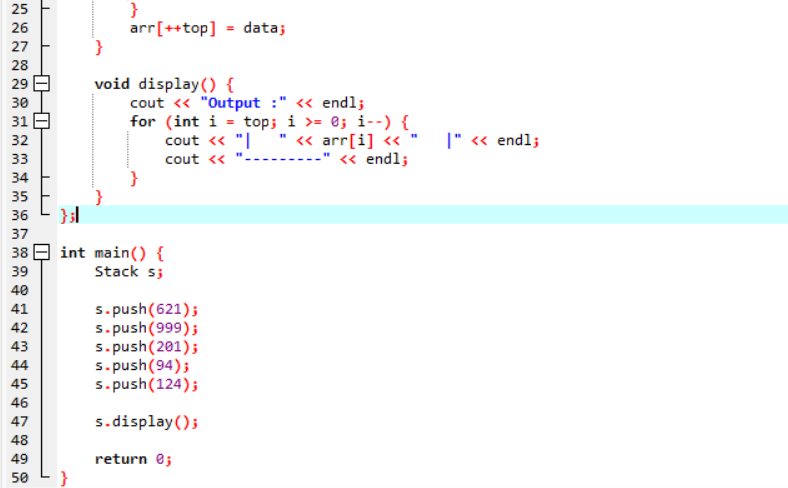 25 }
26 arr[++top] = data;
27 }
28
29 void display() {
30 cout << "Output :" << endl;
31 for (int i = top; i >= 0; i--) {
32 cout << "|   " << arr[i] << "   |" << endl;
33 cout << "---------" << endl;
34 }
35 }
36 };
37
38 int main() {
39 Stack s;
40
41 s.push(621);
42 s.push(999);
43 s.push(201);
44 s.push(94);
45 s.push(124);
46
47 s.display();
48
49 return 0;
50 }